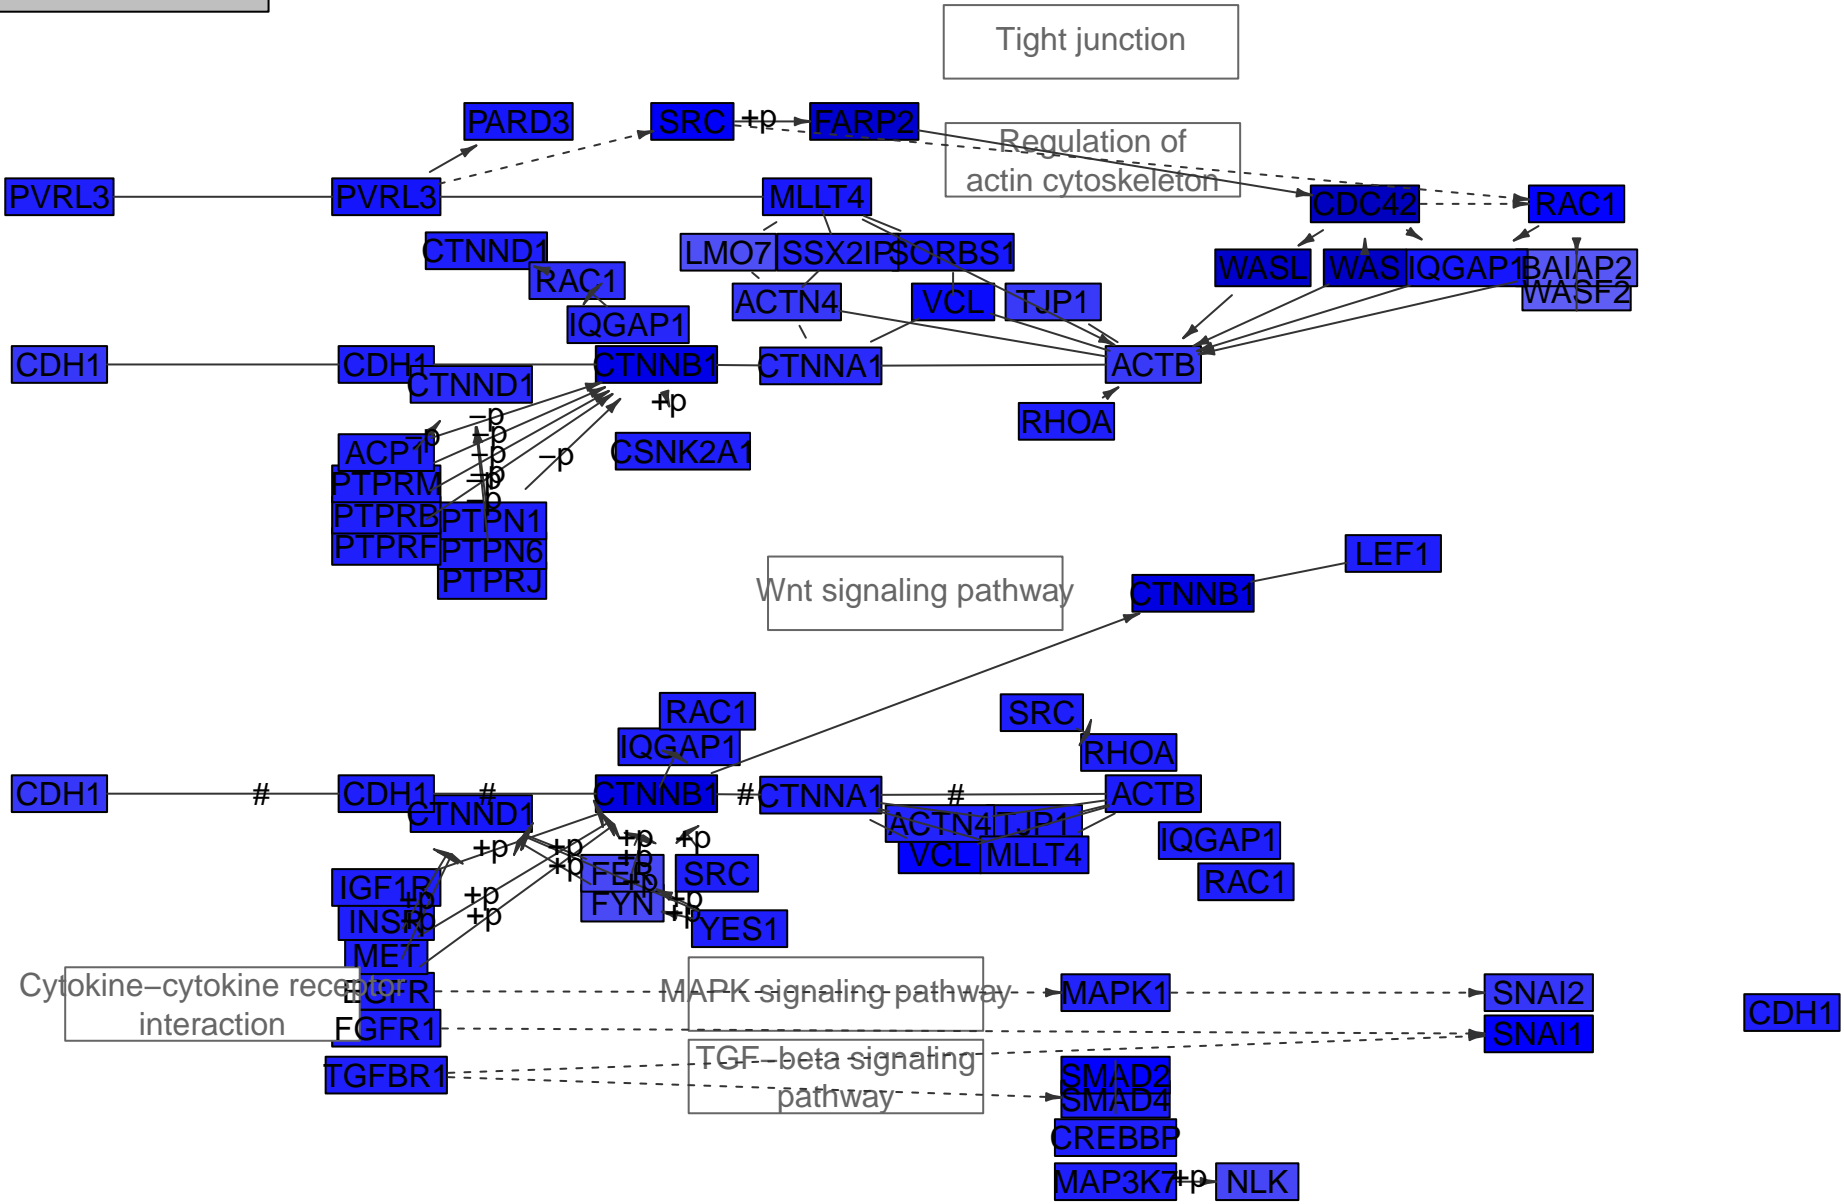 Tight junction
PARD3
SRC
+p
FARP2
Regulation of
actin cytoskeleton
PVRL3
PVRL3
MLLT4
CDC42
RAC1
CTNND1
LMO7
SSX2IP
SORBS1
RAC1
WASL
WAS
IQGAP1
BAIAP2
WASF2
ACTN4
VCL
TJP1
IQGAP1
CDH1
CDH1
CTNND1
CTNNB1
CTNNA1
ACTB
+p
RHOA
−p
−p
−p
−p
−p
−p
−p
−p
ACP1
CSNK2A1
PTPRM
PTPRB
PTPN1
PTPRF
PTPN6
PTPRJ
LEF1
Wnt signaling pathway
CTNNB1
RAC1
SRC
IQGAP1
RHOA
CDH1
#
CDH1
#
CTNNB1
#
CTNNA1
#
ACTB
CTNND1
ACTN4
TJP1
+p
+p
+p
+p
+p
+p
VCL
MLLT4
IQGAP1
IGF1R
FER
SRC
RAC1
+p
+p
+p
+p
INSR
+p
+p
FYN
+p
+p
YES1
MET
Cytokine−cytokine receptor
interaction
EGFR
MAPK signaling pathway
MAPK1
SNAI2
CDH1
FGFR1
SNAI1
TGF−beta signaling
pathway
TGFBR1
SMAD2
SMAD4
CREBBP
MAP3K7
+p
NLK